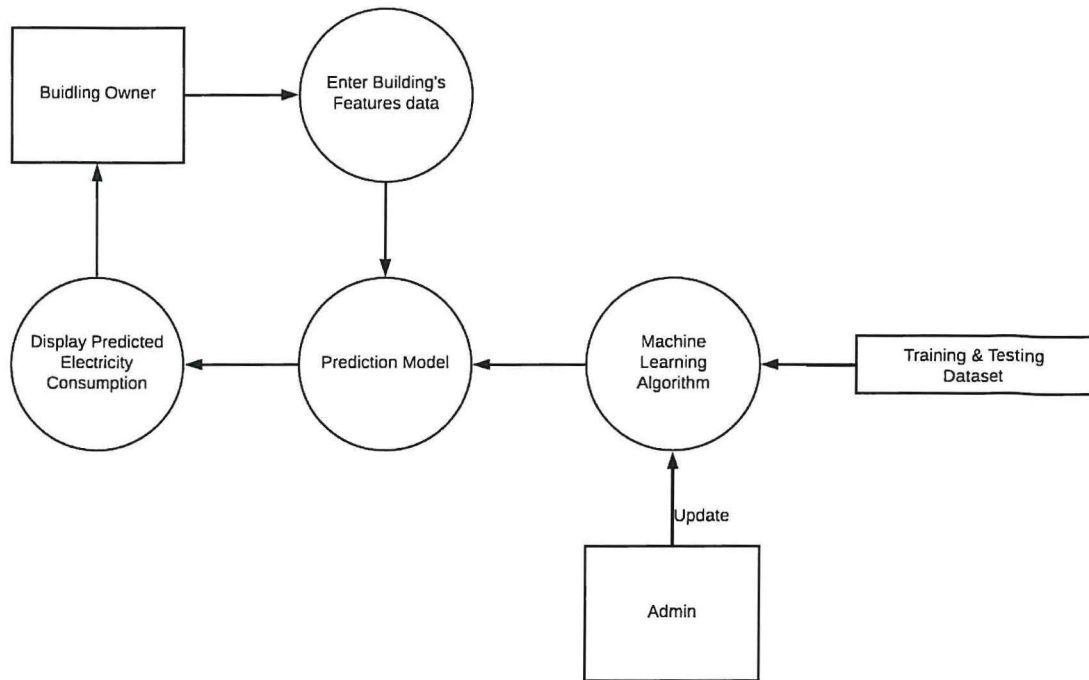 Buidling Owner
Enter Building's
Features data
Display Predicted
Electricity
Consumption
Prediction Model
Machine
Learning
Algorithm
Training & Testing
Dataset
Update
Admin